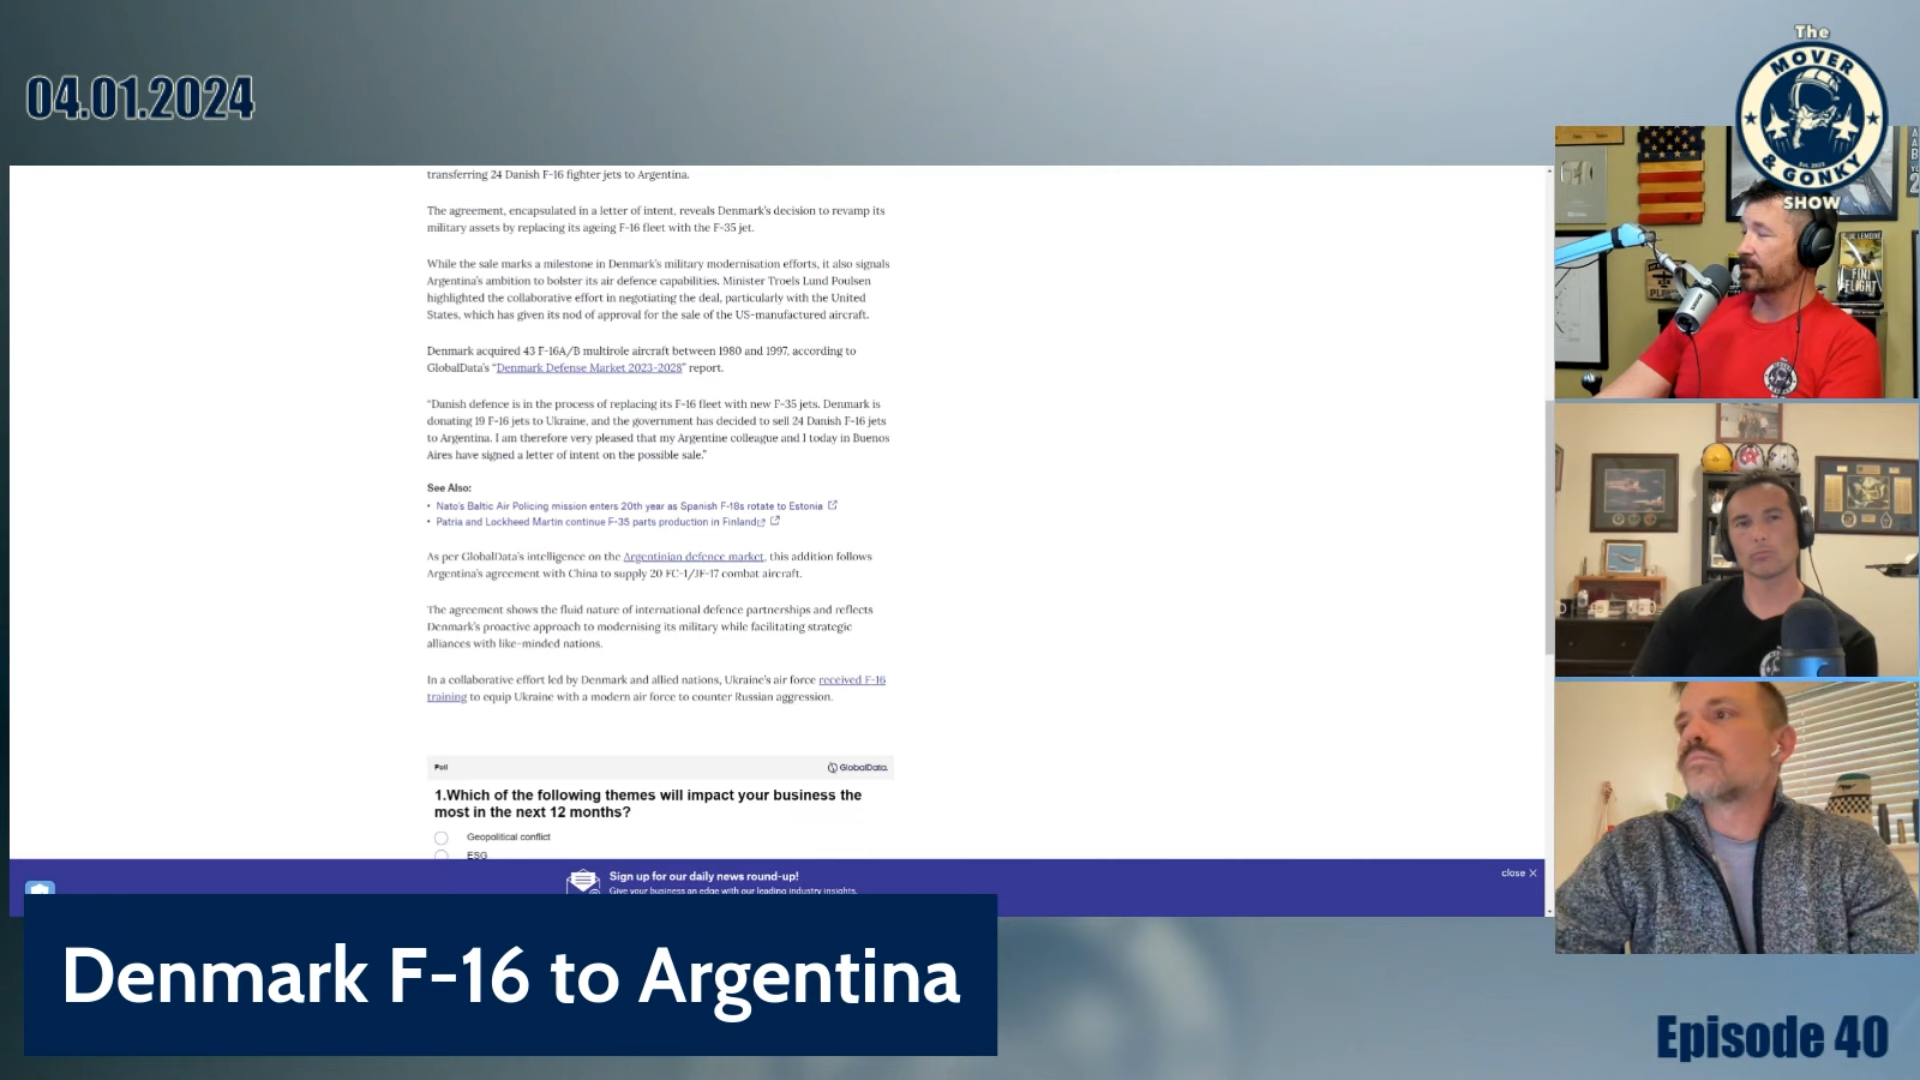 04.01.2024
The
MOVER
& GONKY
SHOW
transferring 24 Danish F-16 fighter jets to Argentina.
The agreement, encapsulated in a letter of intent, reveals Denmark's decision to revamp its
military assets by replacing its ageing F-16 fleet with the F-35 jet.
While the sale marks a milestone in Denmark's military modernisation efforts, it also signals
Argentina's ambition to bolster its air defence capabilities. Minister Troels Lund Poulsen
highlighted the collaborative effort in negotiating the deal, particularly with the United
States, which has given its nod of approval for the sale of the US-manufactured aircraft.
Denmark acquired 43 F-16A/B multirole aircraft between 1980 and 1997, according to
GlobalData's "Denmark Defense Market 2023-2028" report.
"Danish defence is in the process of replacing its F-16 fleet with new F-35 jets. Denmark is
donating 19 F-16 jets to Ukraine, and the government has decided to sell 24 Danish F-16 jets
to Argentina. I am therefore very pleased that my Argentine colleague and I today in Buenos
Aires have signed a letter of intent on the possible sale."
See Also:
• Nato's Baltic Air Policing mission enters 20th year as Spanish F-18s rotate to Estonia
• Patria and Lockheed Martin continue F-35 parts production in Finland
As per GlobalData's intelligence on the Argentinian defence market, this addition follows
Argentina's agreement with China to supply 20 FC-1/JF-17 combat aircraft.
The agreement shows the fluid nature of international defence partnerships and reflects
Denmark's proactive approach to modernising its military while facilitating strategic
alliances with like-minded nations.
In a collaborative effort led by Denmark and allied nations, Ukraine's air force received F-16
training to equip Ukraine with a modern air force to counter Russian aggression.
Poll
GlobalData.
1.Which of the following themes will impact your business the
most in the next 12 months?
Geopolitical conflict
ESG
Sign up for our daily news round-up!
Give your business an edge with our leading industry insights.
close X
FINI
FLIGHT
Denmark F-16 to Argentina
Episode 40